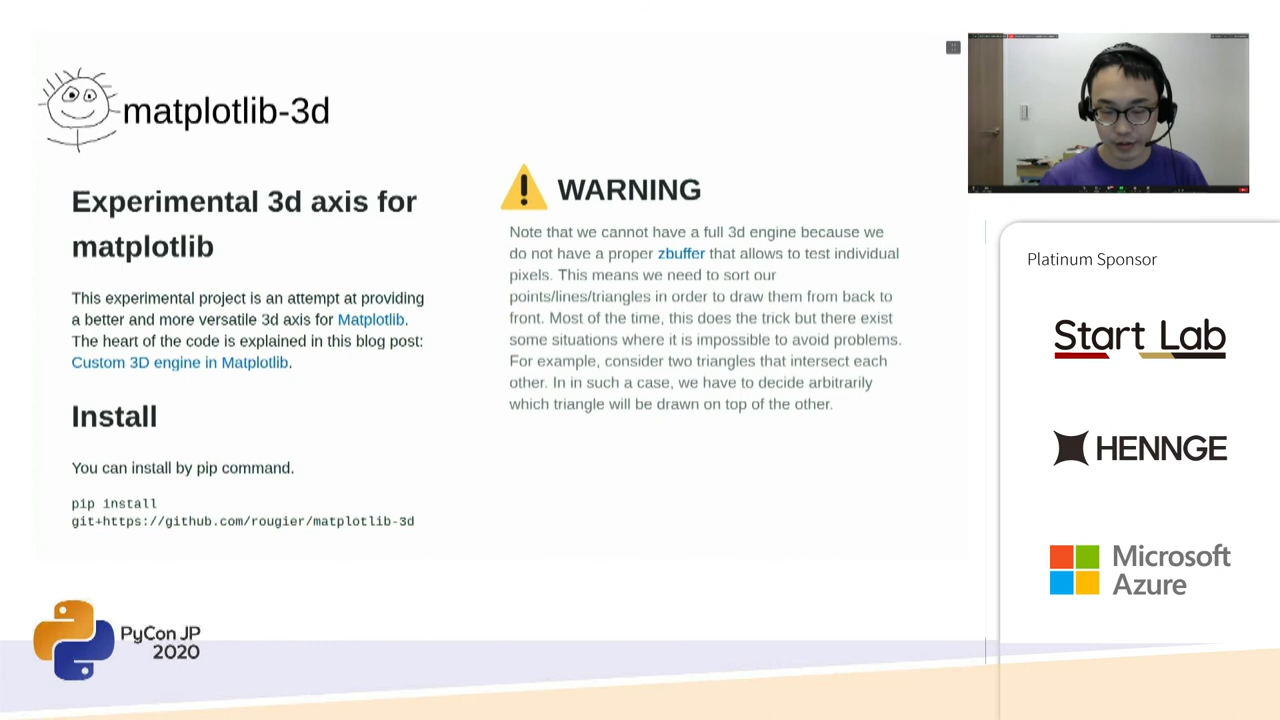 matplotlib-3d
Experimental 3d axis for
matplotlib
This experimental project is an attempt at providing
a better and more versatile 3d axis for Matplotlib.
The heart of the code is explained in this blog post:
Custom 3D engine in Matplotlib.
Install
You can install by pip command.
pip install
git+https://github.com/rougier/matplotlib-3d
WARNING
Note that we cannot have a full 3d engine because we
do not have a proper zbuffer that allows to test individual
pixels. This means we need to sort our
points/lines/triangles in order to draw them from back to
front. Most of the time, this does the trick but there exist
some situations where it is impossible to avoid problems.
For example, consider two triangles that intersect each
other. In in such a case, we have to decide arbitrarily
which triangle will be drawn on top of the other.
Platinum Sponsor
Start Lab
HENNGE
Microsoft
Azure
PyCon JP
2020